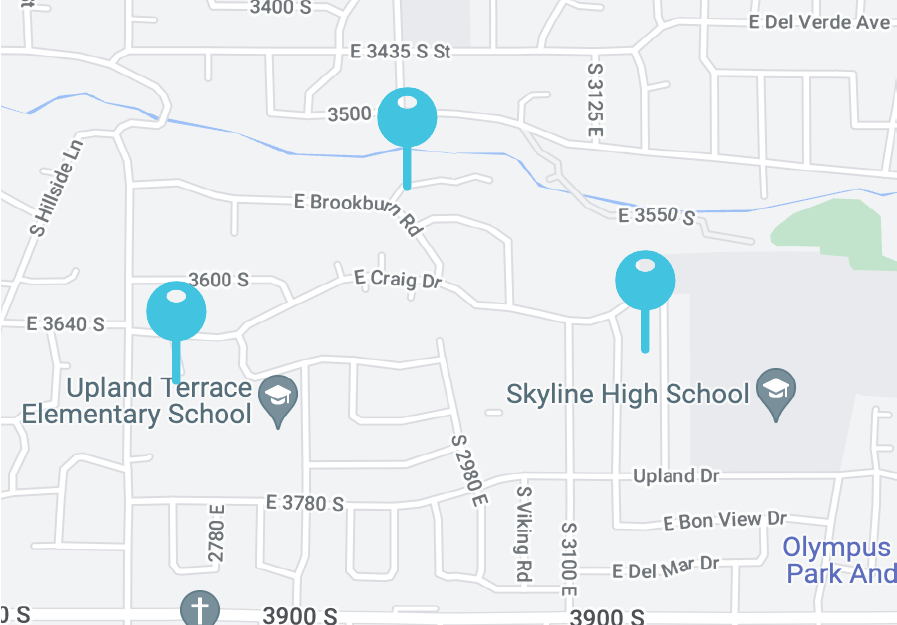 3400 S
E Del Verde Ave
E 3435 S St
S 3125 E
3500
S Hillside Ln
E Brookburn Rd
E 3550 S
3600 S
E Craig Dr
E 3640 S
Upland Terrace
Elementary School
Skyline High School
S 2980 E
Upland Dr
E 3780 S
2780 E
S Viking Rd
S 3100 E
E Bon View Dr
Olympus
Park And
E Del Mar Dr
0 S
3900 S
3900 S